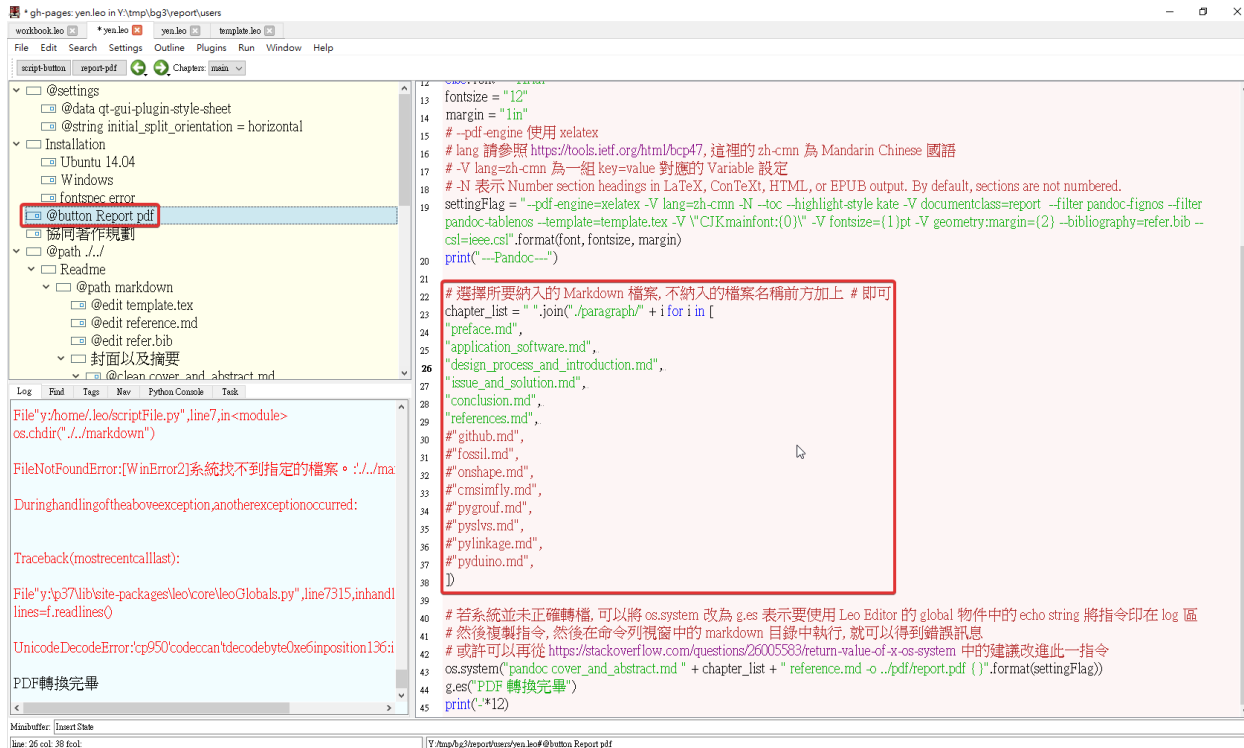 * gh-pages: yen.leo in Y:\tmp\bg3\report\users
workbook.leo * yen.leo yen.leo template.leo
File Edit Search Settings Outline Plugins Run Window Help
script-button report-pdf Chapters: main
@settings
@data qt-gui-plugin-style-sheet
@string initial_split_orientation = horizontal
Installation
Ubuntu 14.04
Windows
fontspec error
@button Report pdf
協同著作規劃
@path ./../
Readme
@path markdown
@edit template.tex
@edit reference.md
@edit refer.bib
封面以及摘要
@clean cover_and_abstract.md
Log Find Tags Nav Python Console Task
File"y:/home/.leo/scriptFile.py",line7,in<module>
os.chdir("./../markdown")
FileNotFoundError:[WinError2]系統找不到指定的檔案。:'./../ma
Duringhandlingoftheaboveexception,anotherexceptionoccurred:
Traceback(mostrecentcalllast):
File"y:\p37\lib\site-packages\leo\core\leoGlobals.py",line7315,inhandl
lines=f.readlines()
UnicodeDecodeError:'cp950'codeccan'tdecodebyte0xe6inposition136:i
PDF轉換完畢
12
13 fontsize = "12"
14 margin = "1in"
15 # --pdf-engine 使用 xelatex
16 # lang 請參照 https://tools.ietf.org/html/bcp47, 這裡的 zh-cmn 為 Mandarin Chinese 國語
17 # -V lang=zh-cmn 為一組 key=value 對應的 Variable 設定
18 # -N 表示 Number section headings in LaTeX, ConTeXt, HTML, or EPUB output. By default, sections are not numbered.
19 settingFlag = "--pdf-engine=xelatex -V lang=zh-cmn -N --toc --highlight-style kate -V documentclass=report --filter pandoc-fignos --filter
pandoc-tablenos --template=template.tex -V \"CJKmainfont:{0}\" -V fontsize={1}pt -V geometry:margin={2} --bibliography=refer.bib --
csl=ieee.csl".format(font, fontsize, margin)
20 print("---Pandoc---")
21
22 # 選擇所要納入的 Markdown 檔案, 不納入的檔案名稱前方加上 # 即可
23 chapter_list = " ".join("./paragraph/" + i for i in [
24 "preface.md",
25 "application_software.md",
26 "design_process_and_introduction.md",
27 "issue_and_solution.md",
28 "conclusion.md",
29 "references.md",
30 #"github.md",
31 #"fossil.md",
32 #"onshape.md",
33 #"cmsimfly.md",
34 #"pygrouf.md",
35 #"pyslvs.md",
36 #"pylinkage.md",
37 #"pyduino.md",
38 ])
39
40 # 若系統並未正確轉檔, 可以將 os.system 改為 g.es 表示要使用 Leo Editor 的 global 物件中的 echo string 將指令印在 log 區
41 # 然後複製指令, 然後在命令列視窗中的 markdown 目錄中執行, 就可以得到錯誤訊息
42 # 或許可以再從 https://stackoverflow.com/questions/26005583/return-value-of-x-os-system 中的建議改進此一指令
43 os.system("pandoc cover_and_abstract.md " + chapter_list + " reference.md -o ../pdf/report.pdf { }".format(settingFlag))
44 g.es("PDF 轉換完畢")
45 print('-'*12)
Minibuffer: Insert State
line: 26 col: 38 fcol:
Y:/tmp/bg3/report/users/yen.leo#@button Report pdf